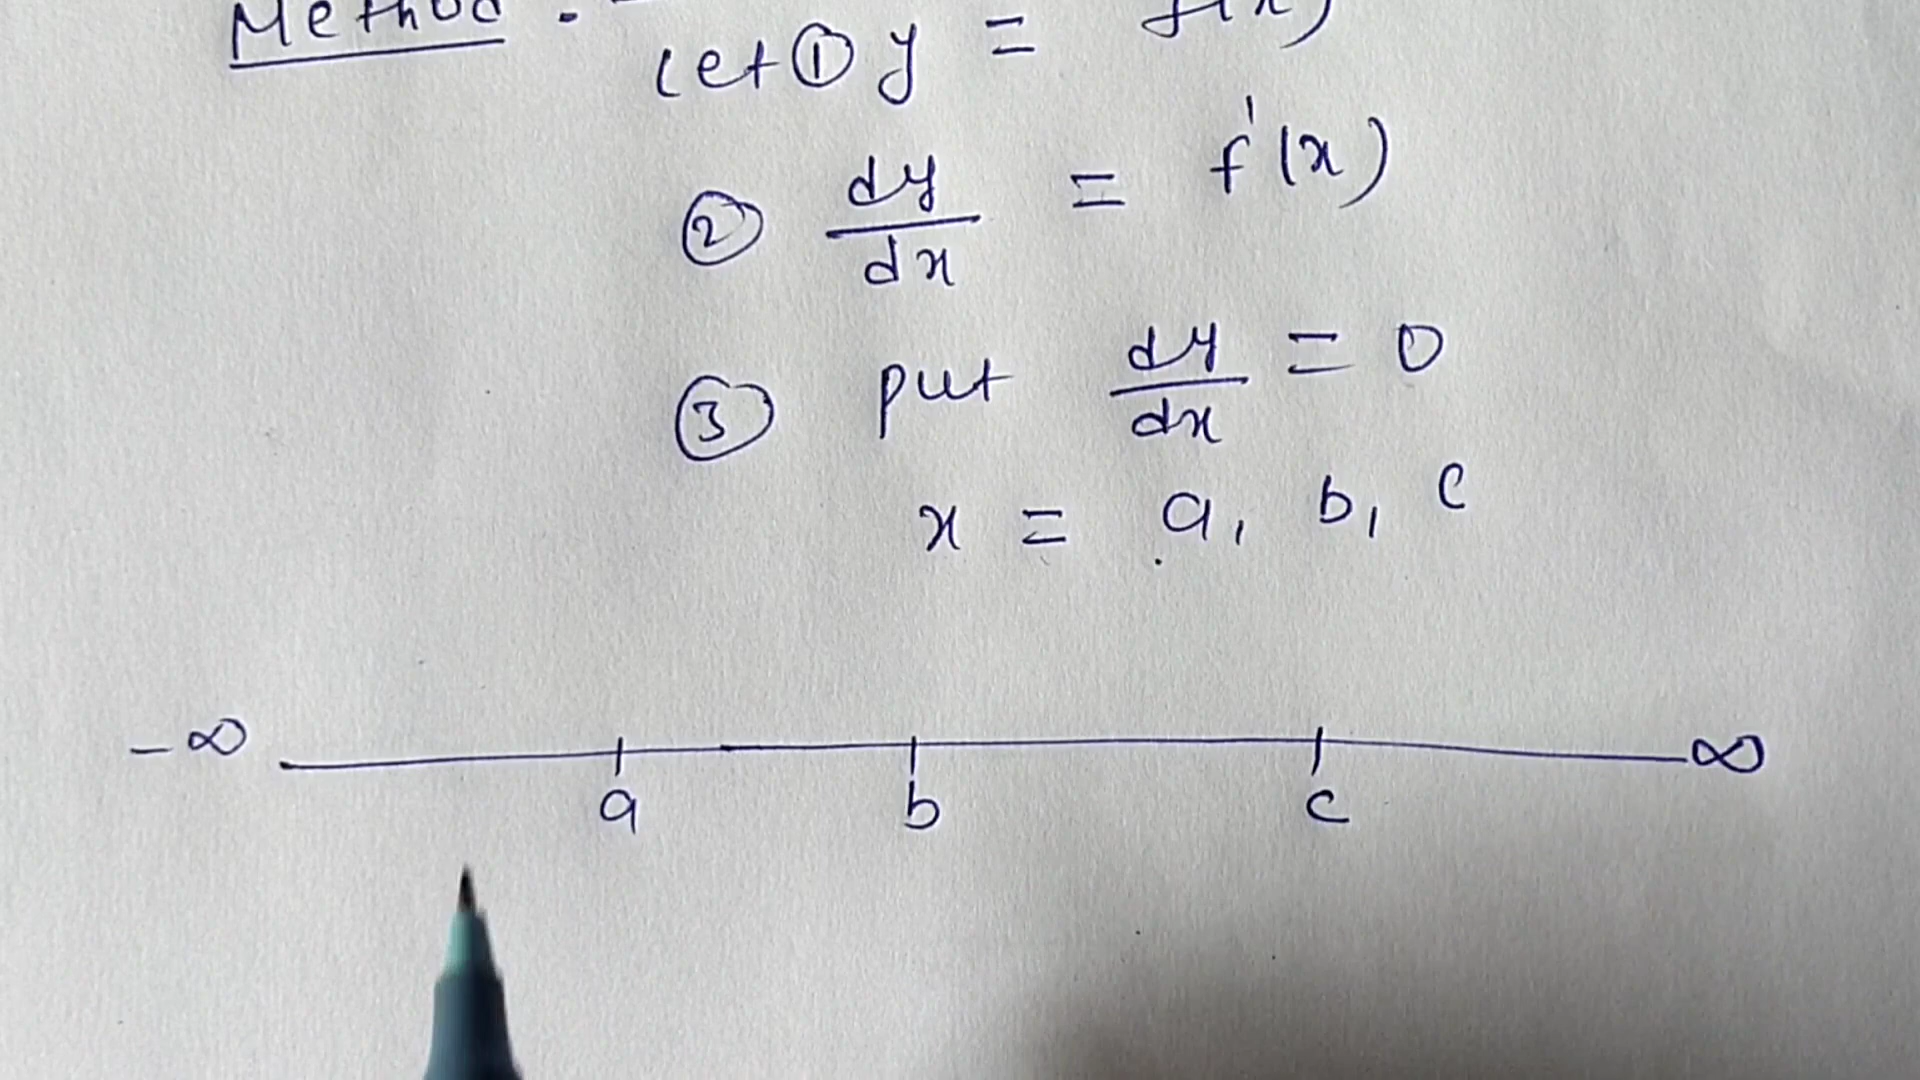 Method :
Let ① y = f(x)
② dy/dx = f'(x)
③ put dy/dx = 0
x = a, b, c
-∞ ∞
a b c